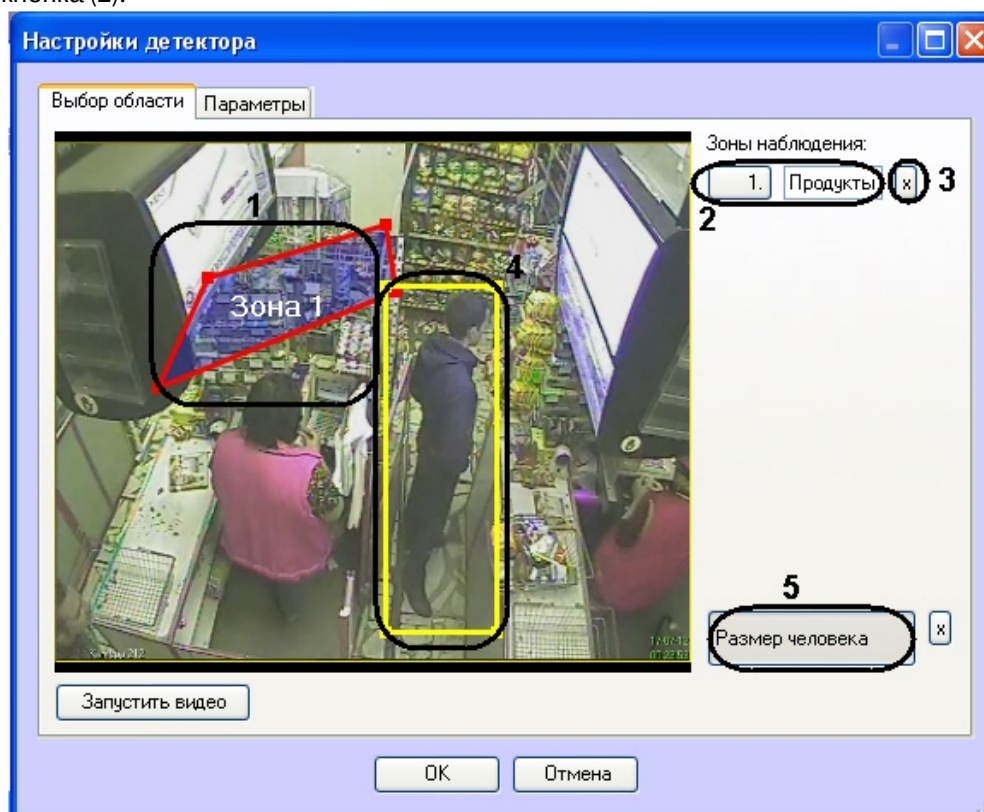 кнопка (2).
Настройки детектора
Выбор области Параметры
Зоны наблюдения:
1. Продукты x 3
2
1
Зона 1
4
5
Размер человека x
Запустить видео
OK Отмена